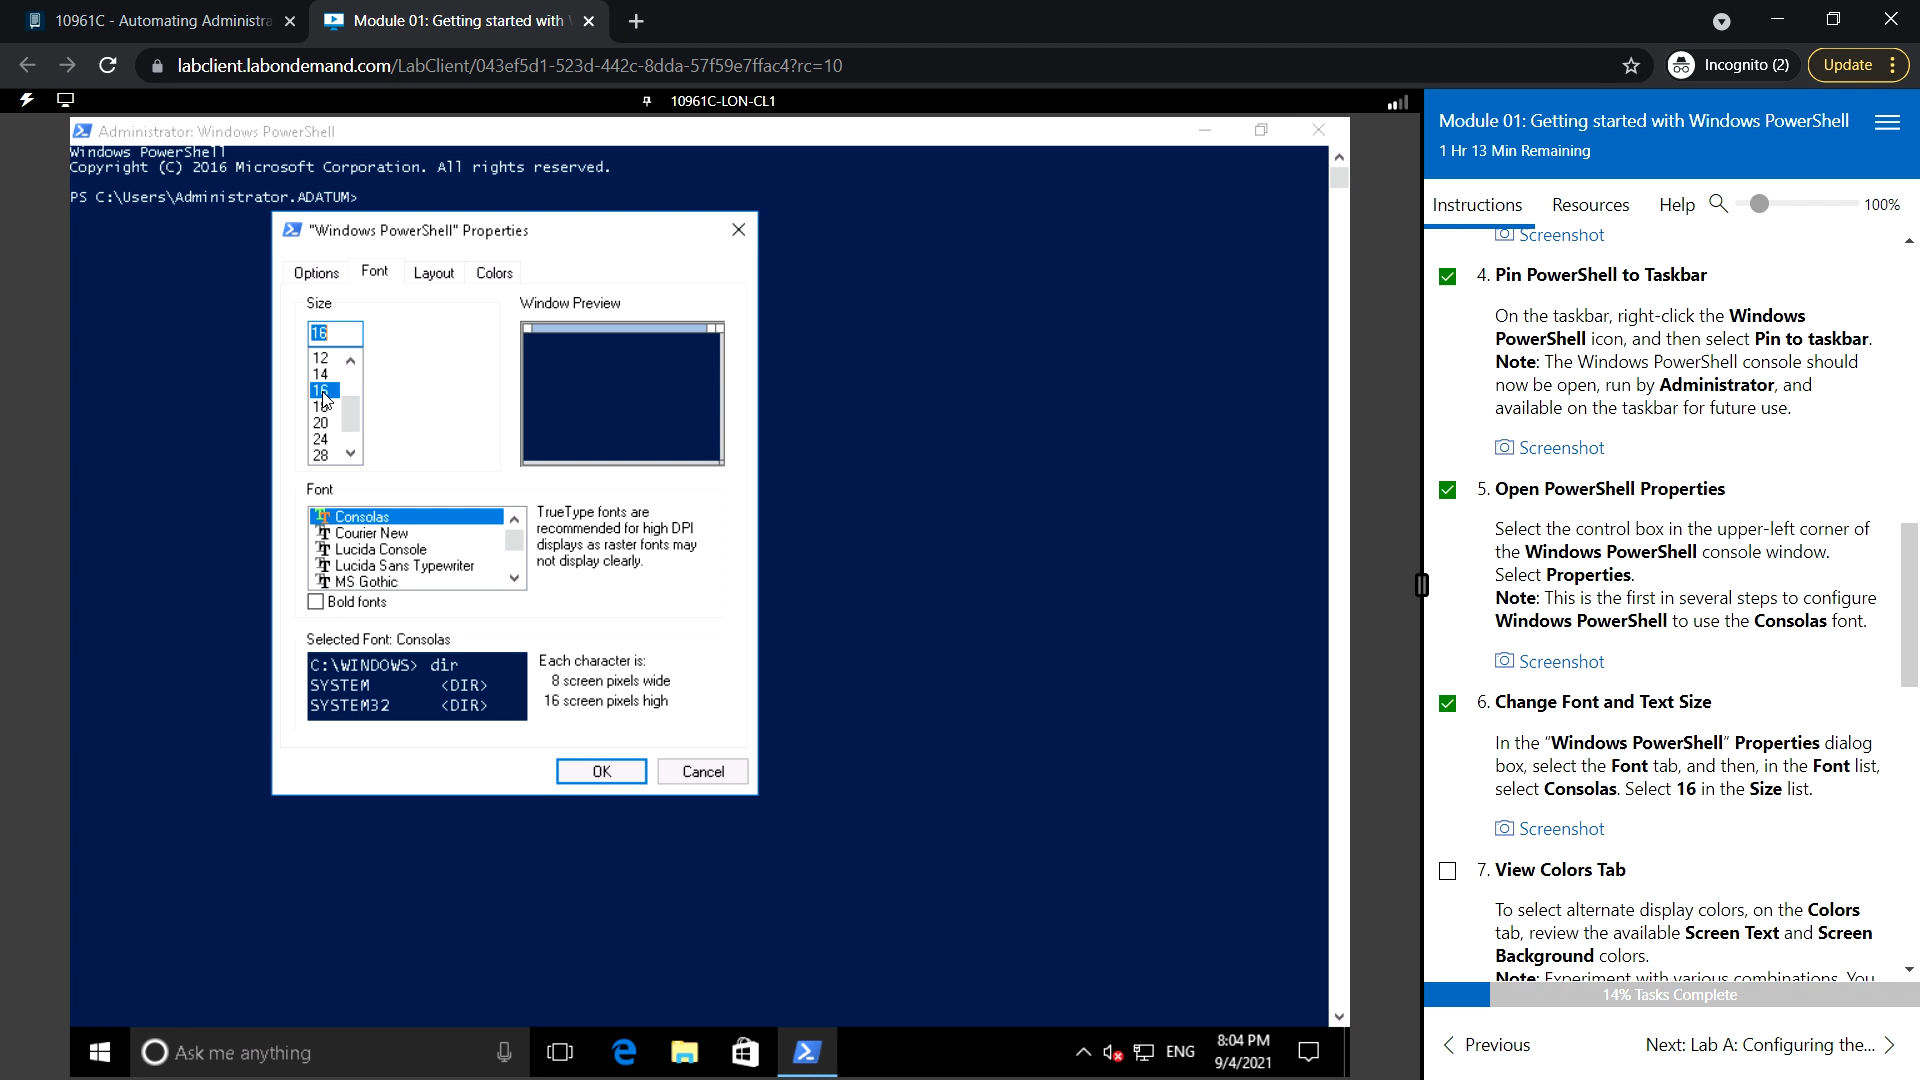 10961C - Automating Administra
Module 01: Getting started with
labclient.labondemand.com/LabClient/043ef5d1-523d-442c-8dda-57f59e7ffac4?rc=10
Incognito (2)
Update
10961C-LON-CL1
Administrator: Windows PowerShell
Windows PowerShell
Copyright (C) 2016 Microsoft Corporation. All rights reserved.
PS C:\Users\Administrator.ADATUM>
"Windows PowerShell" Properties
Options Font Layout Colors
Size
16
12
14
16
18
20
24
28
Window Preview
Font
Consolas
Courier New
Lucida Console
Lucida Sans Typewriter
MS Gothic
TrueType fonts are
recommended for high DPI
displays as raster fonts may
not display clearly.
Bold fonts
Selected Font: Consolas
C:\WINDOWS> dir
SYSTEM <DIR>
SYSTEM32 <DIR>
Each character is:
8 screen pixels wide
16 screen pixels high
OK Cancel
Ask me anything
ENG
8:04 PM
9/4/2021
Module 01: Getting started with Windows PowerShell
1 Hr 13 Min Remaining
Instructions Resources Help 100%
Screenshot
4. Pin PowerShell to Taskbar
On the taskbar, right-click the Windows
PowerShell icon, and then select Pin to taskbar.
Note: The Windows PowerShell console should
now be open, run by Administrator, and
available on the taskbar for future use.
Screenshot
5. Open PowerShell Properties
Select the control box in the upper-left corner of
the Windows PowerShell console window.
Select Properties.
Note: This is the first in several steps to configure
Windows PowerShell to use the Consolas font.
Screenshot
6. Change Font and Text Size
In the "Windows PowerShell" Properties dialog
box, select the Font tab, and then, in the Font list,
select Consolas. Select 16 in the Size list.
Screenshot
7. View Colors Tab
To select alternate display colors, on the Colors
tab, review the available Screen Text and Screen
Background colors.
Note: Experiment with various combinations. You
14% Tasks Complete
Previous
Next: Lab A: Configuring the...